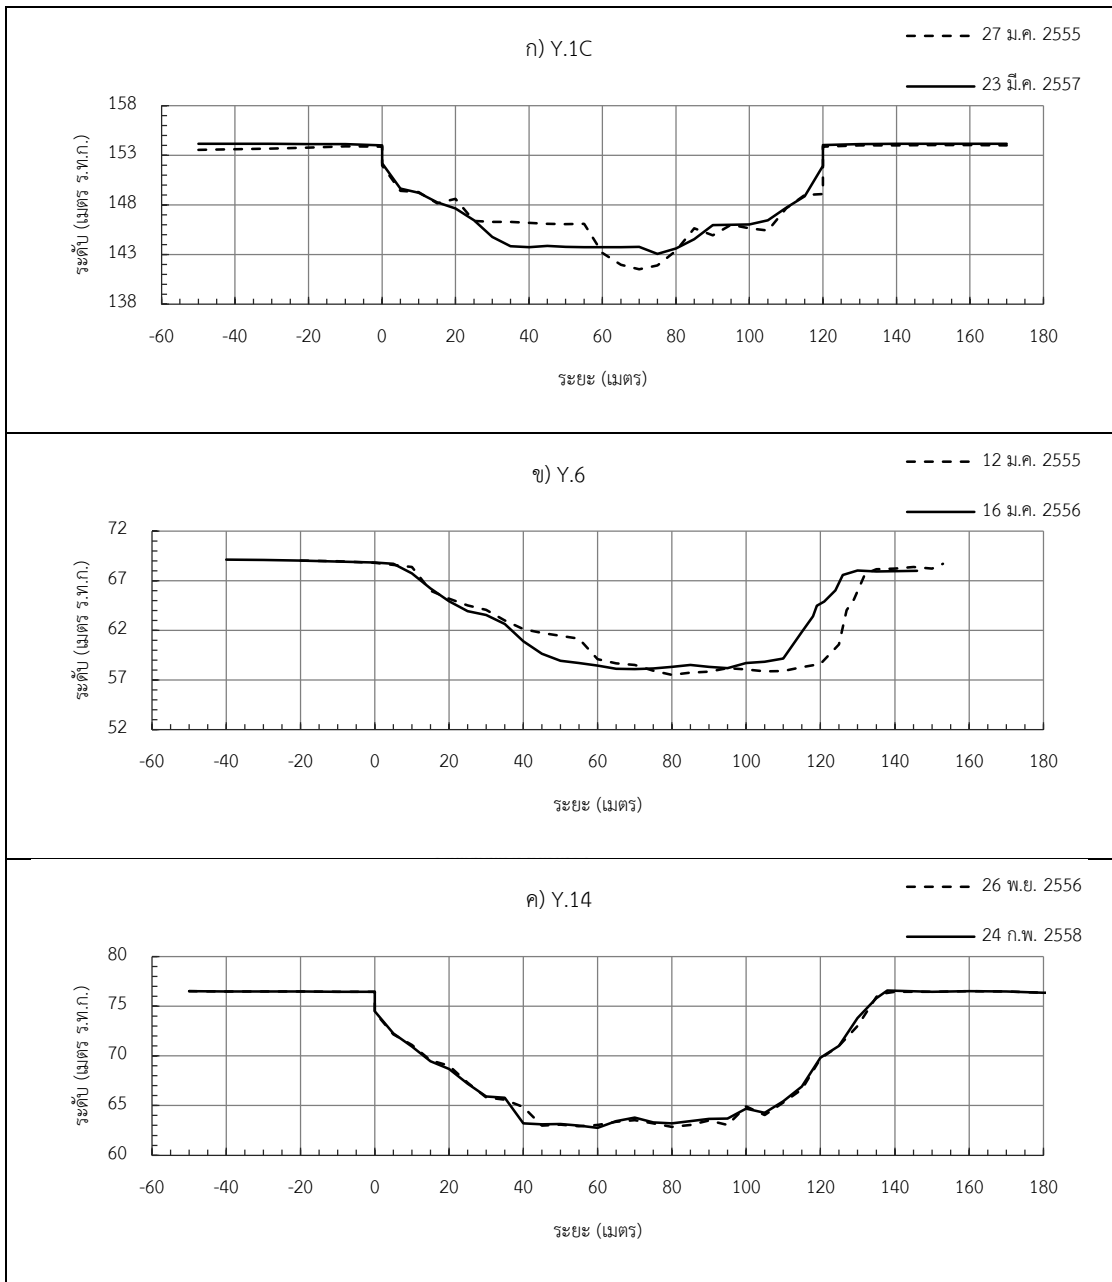 ก) Y.1C
27 ม.ค. 2555
23 มี.ค. 2557
ระดับ (เมตร ร.ท.ก.)
158
153
148
143
138
-60 -40 -20 0 20 40 60 80 100 120 140 160 180
ระยะ (เมตร)
ข) Y.6
12 ม.ค. 2555
16 ม.ค. 2556
ระดับ (เมตร ร.ท.ก.)
72
67
62
57
52
-60 -40 -20 0 20 40 60 80 100 120 140 160 180
ระยะ (เมตร)
ค) Y.14
26 พ.ย. 2556
24 ก.พ. 2558
ระดับ (เมตร ร.ท.ก.)
80
75
70
65
60
-60 -40 -20 0 20 40 60 80 100 120 140 160 180
ระยะ (เมตร)